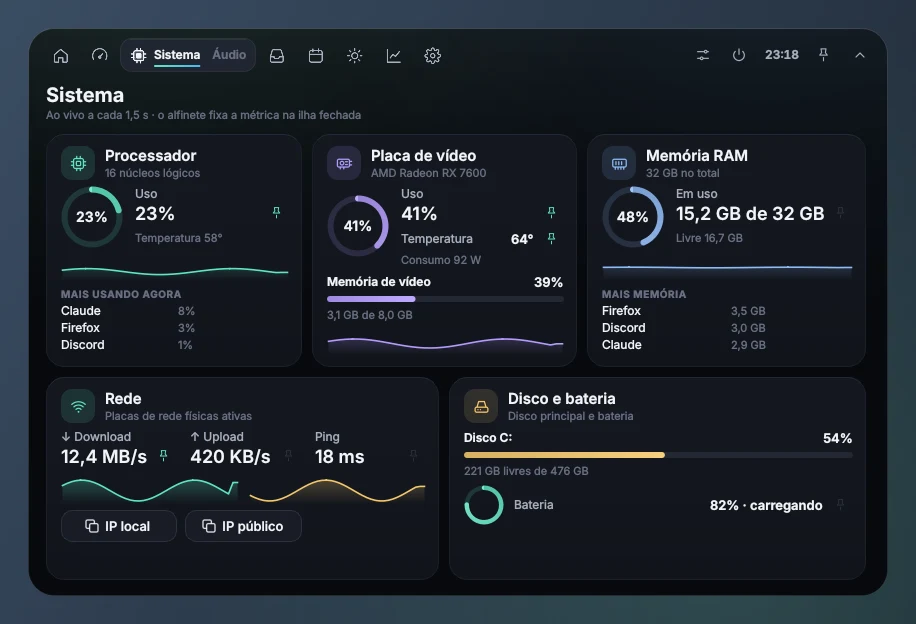 Sistema Áudio 23:18
Sistema
Ao vivo a cada 1,5 s · o alfinete fixa a métrica na ilha fechada
Processador
16 núcleos lógicos
23%
Uso
23%
Temperatura 58°
MAIS USANDO AGORA
Claude 8%
Firefox 3%
Discord 1%
Placa de vídeo
AMD Radeon RX 7600
41%
Uso
41%
Temperatura 64°
Consumo 92 W
Memória de vídeo 39%
3,1 GB de 8,0 GB
Memória RAM
32 GB no total
48%
Em uso
15,2 GB de 32 GB
Livre 16,7 GB
MAIS MEMÓRIA
Firefox 3,5 GB
Discord 3,0 GB
Claude 2,9 GB
Rede
Placas de rede físicas ativas
↓ Download ↑ Upload Ping
12,4 MB/s 420 KB/s 18 ms
IP local IP público
Disco e bateria
Disco principal e bateria
Disco C: 54%
221 GB livres de 476 GB
Bateria 82% · carregando